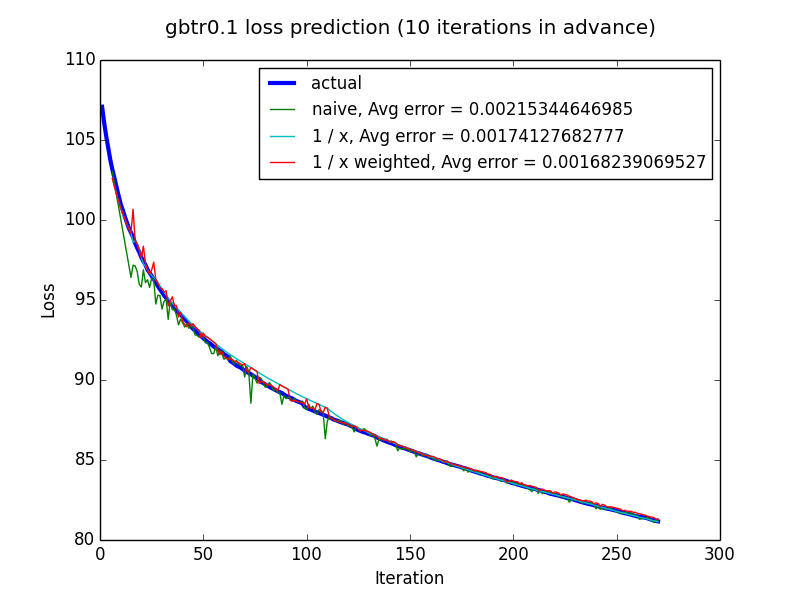 gbtr0.1 loss prediction (10 iterations in advance)
110
105
100
95
90
85
80
Loss
actual
naive, Avg error = 0.00215344646985
1 / x, Avg error = 0.00174127682777
1 / x weighted, Avg error = 0.00168239069527
0 50 100 150 200 250 300
Iteration